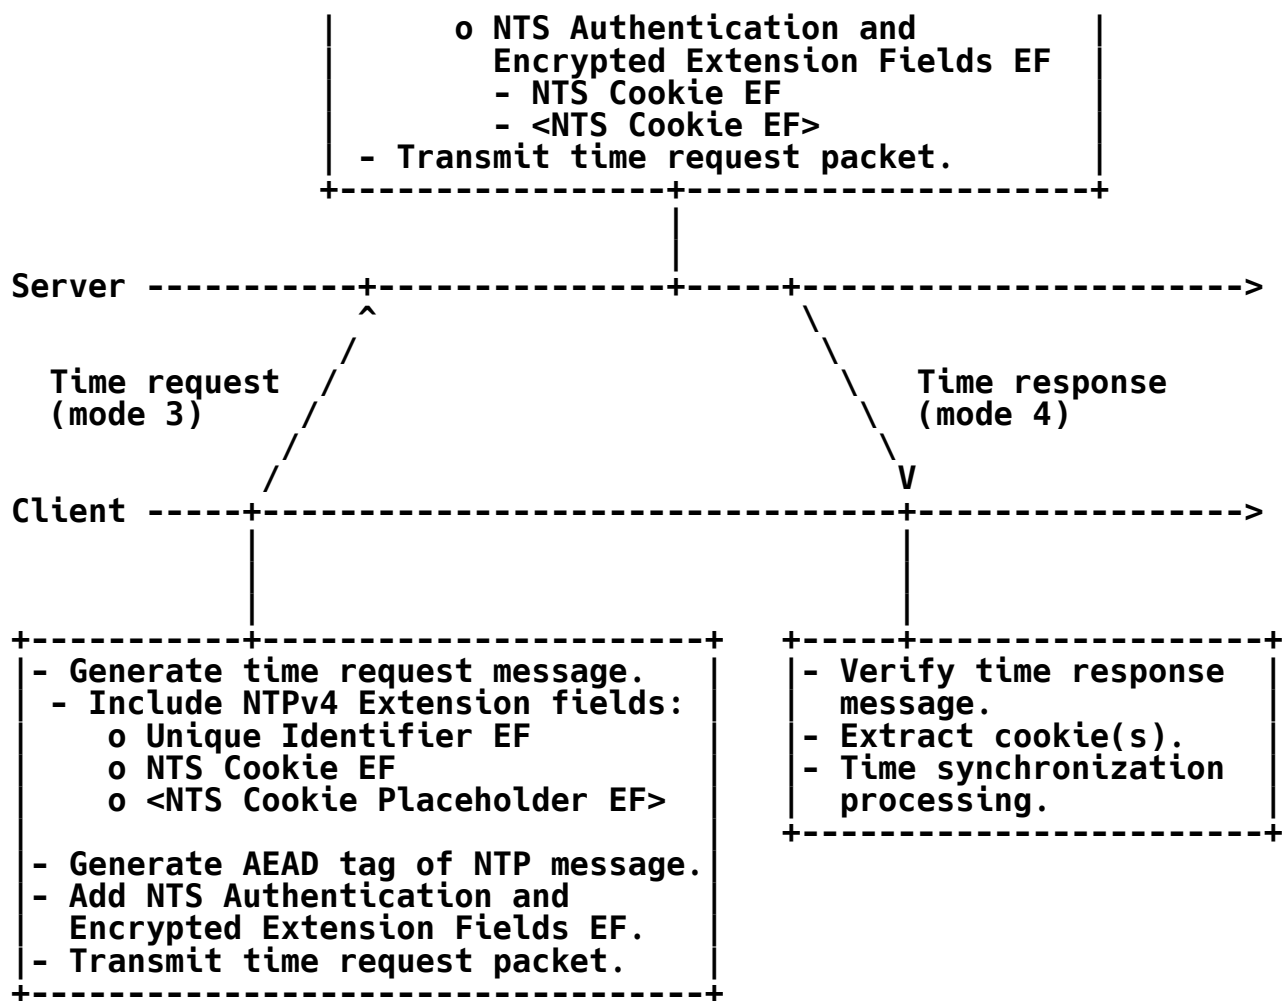 o NTS Authentication and
Encrypted Extension Fields EF
- NTS Cookie EF
- <NTS Cookie EF>
- Transmit time request packet.
Server
Time request
(mode 3)
Time response
(mode 4)
Client
- Generate time request message.
- Include NTPv4 Extension fields:
o Unique Identifier EF
o NTS Cookie EF
o <NTS Cookie Placeholder EF>
- Generate AEAD tag of NTP message.
- Add NTS Authentication and
Encrypted Extension Fields EF.
- Transmit time request packet.
- Verify time response
message.
- Extract cookie(s).
- Time synchronization
processing.